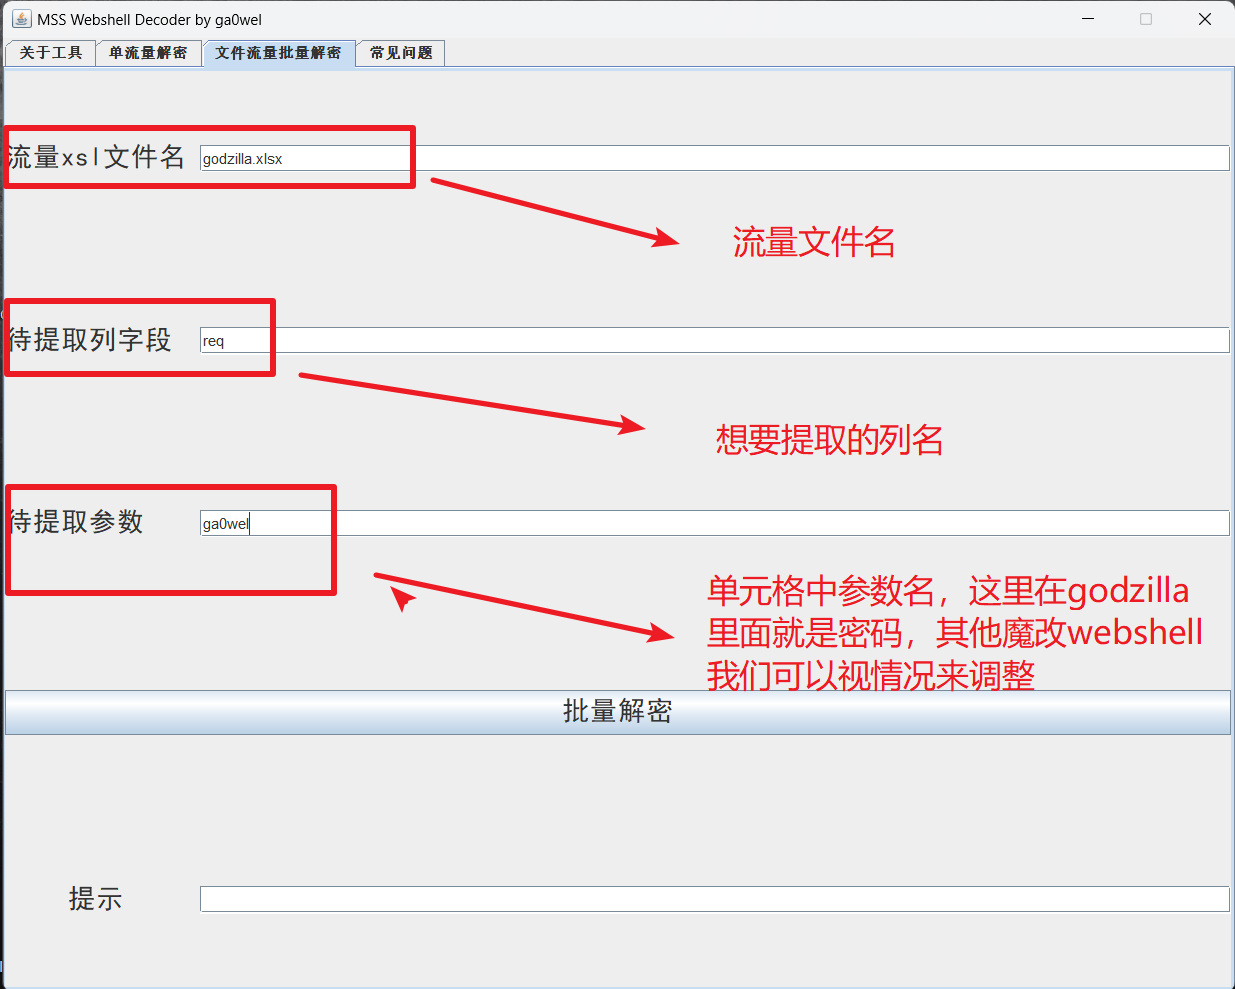 MSS Webshell Decoder by ga0wel
关于工具 单流量解密 文件流量批量解密 常见问题
流量xsl文件名 godzilla.xlsx
流量文件名
待提取列字段 req
想要提取的列名
待提取参数 ga0wel
单元格中参数名，这里在godzilla
里面就是密码，其他魔改webshell
我们可以视情况来调整
批量解密
提示